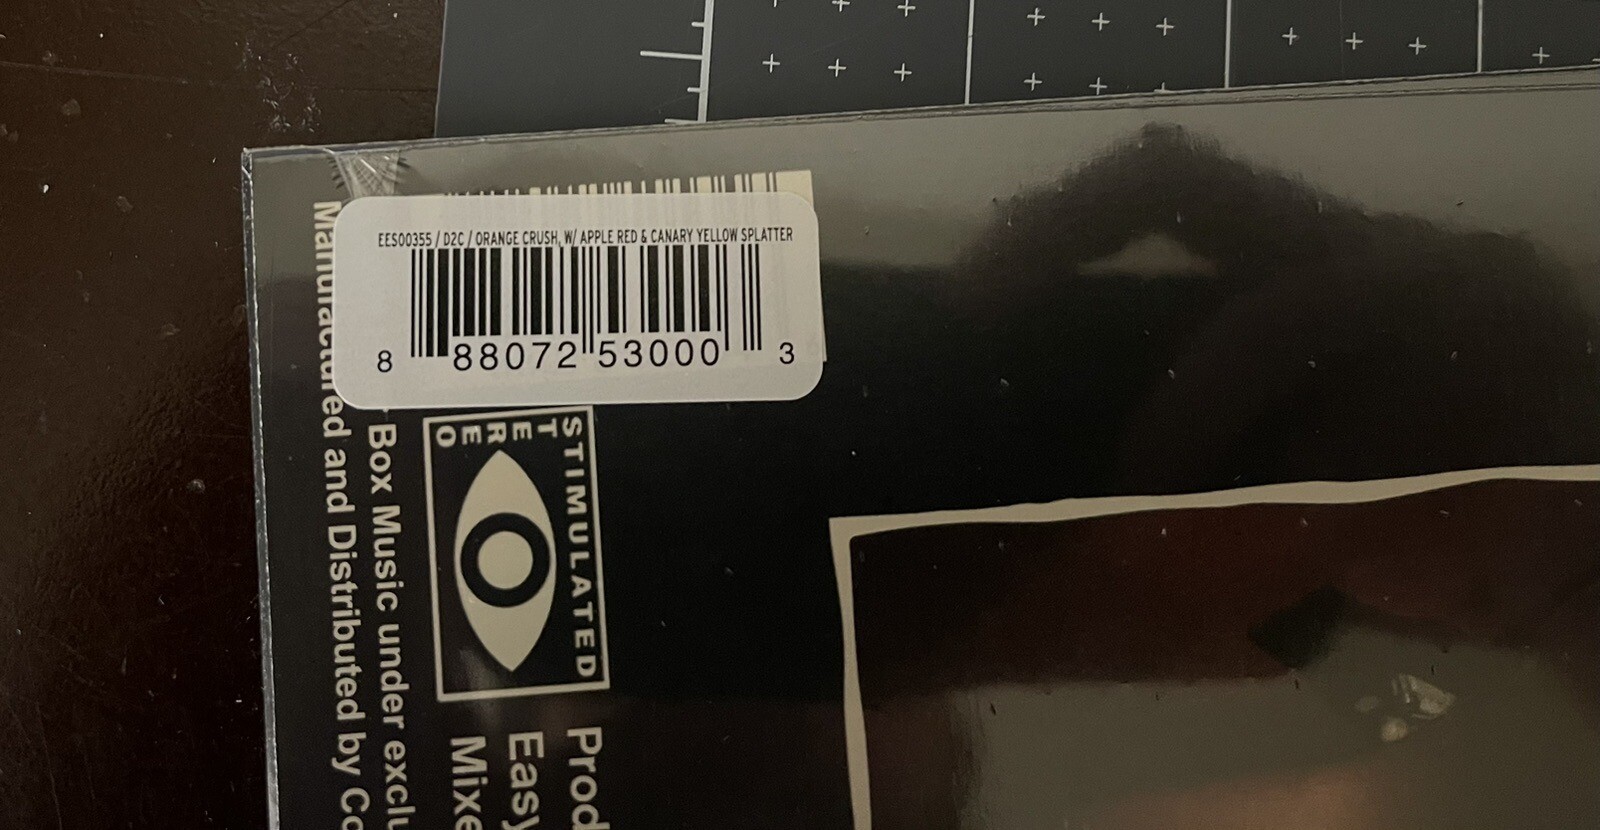 EES00355 / D2C / ORANGE CRUSH, W/ APPLE RED & CANARY YELLOW SPLATTER
8 88072 53000 3
STEREO
STIMULATED
Prod
Easy
Mixe
Box Music under exclu
Manufactured and Distributed by Co